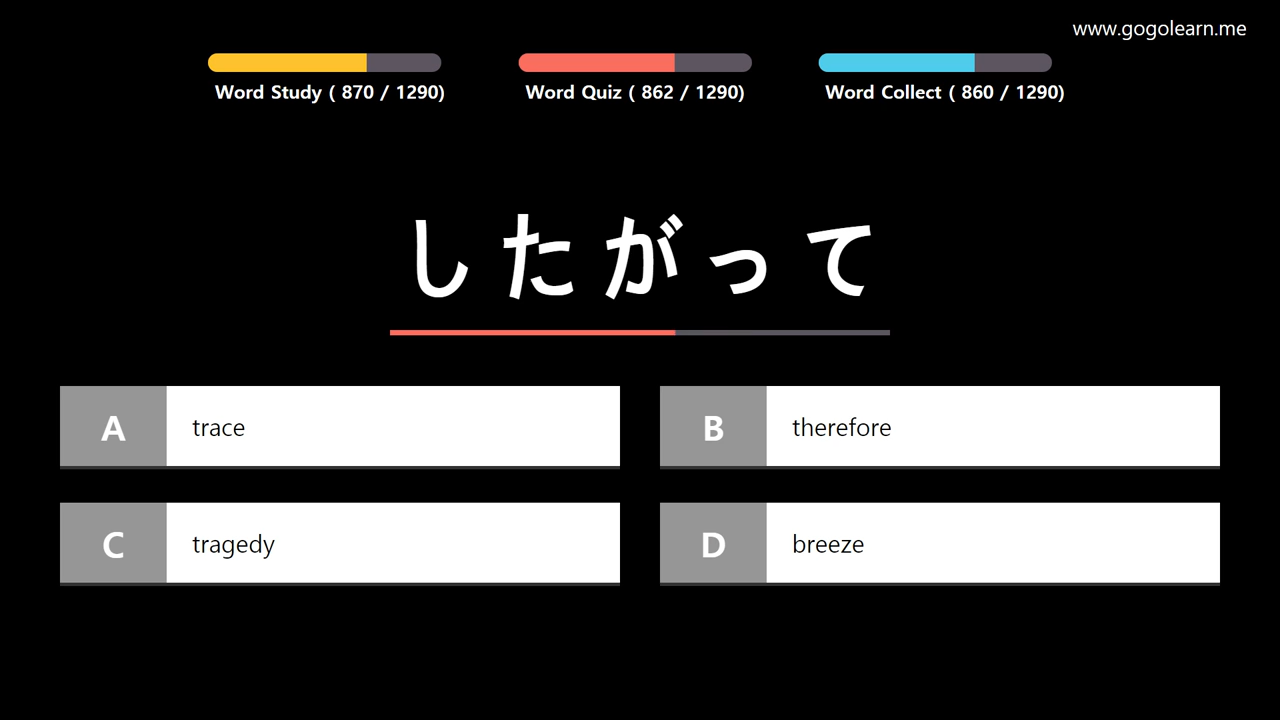 www.gogolearn.me
Word Study ( 870 / 1290)
Word Quiz ( 862 / 1290)
Word Collect ( 860 / 1290)
したがって
A trace
B therefore
C tragedy
D breeze